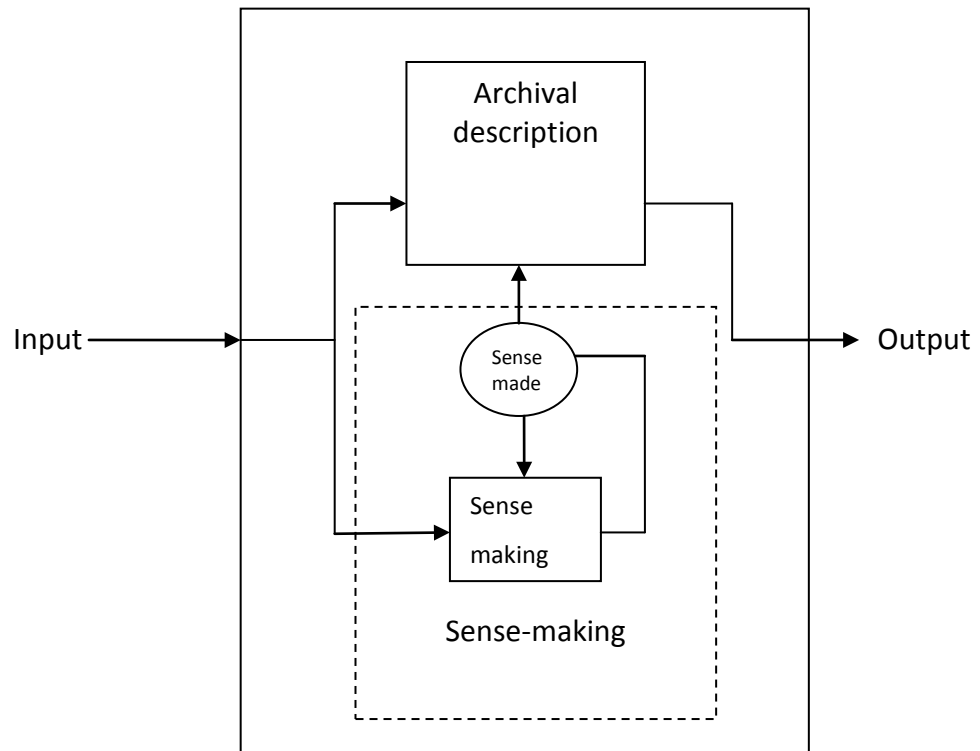 Archival
description
Input
Output
Sense
made
Sense
making
Sense-making